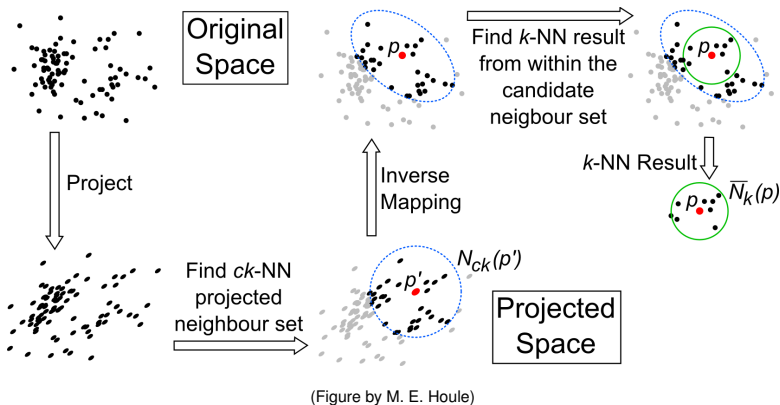 Original
Space
p
Find k-NN result
from within the
candidate
neigbour set
p
Project
Inverse
Mapping
k-NN Result
p
N̅k(p)
Find ck-NN
projected
neighbour set
p'
Nck(p')
Projected
Space
(Figure by M. E. Houle)